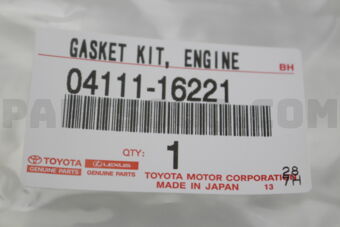 GASKET KIT, ENGINE
BH
04111-16221
QTY: 1
TOYOTA
GENUINE PARTS
LEXUS
GENUINE PARTS
TOYOTA MOTOR CORPORATION
MADE IN JAPAN 13
28
7H